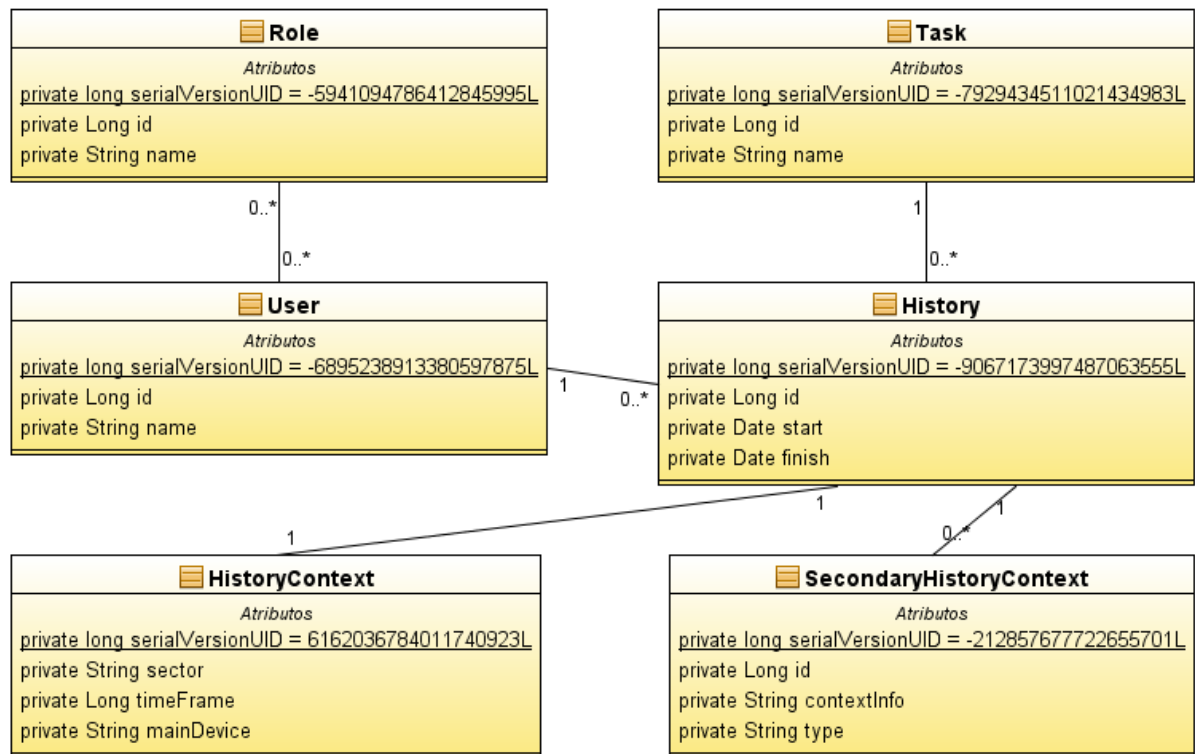 Role
Atributos
private long serialVersionUID = -5941094786412845995L
private Long id
private String name
Task
Atributos
private long serialVersionUID = -7929434511021434983L
private Long id
private String name
0..*
0..*
1
0..*
User
Atributos
private long serialVersionUID = -6895238913380597875L
private Long id
private String name
1
0..*
History
Atributos
private long serialVersionUID = -9067173997487063555L
private Long id
private Date start
private Date finish
1
1
1
0..*
HistoryContext
Atributos
private long serialVersionUID = 6162036784011740923L
private String sector
private Long timeFrame
private String mainDevice
SecondaryHistoryContext
Atributos
private long serialVersionUID = -2128576777722655701L
private Long id
private String contextInfo
private String type